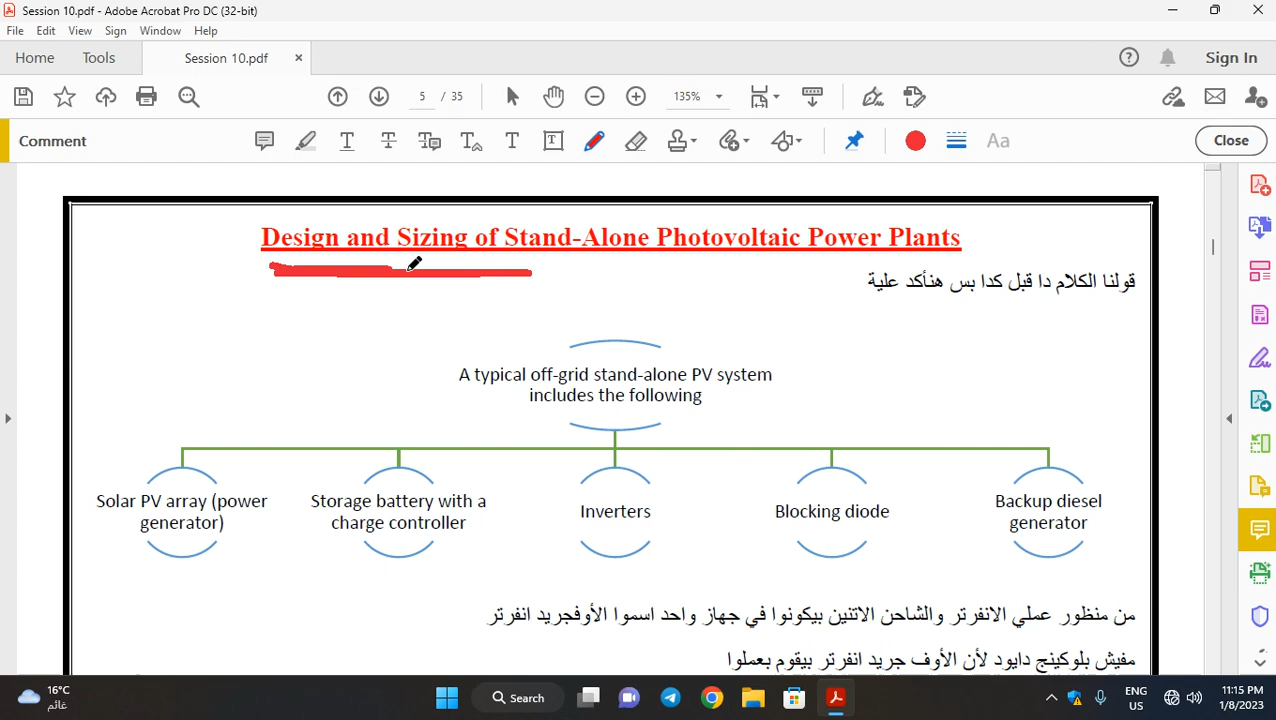 Session 10.pdf - Adobe Acrobat Pro DC (32-bit)
File Edit View Sign Window Help
Home Tools Session 10.pdf × Sign In
5 / 35 135%
Comment Aa Close
Design and Sizing of Stand-Alone Photovoltaic Power Plants
قولنا الكلام دا قبل كدا بس هنأكد علية
A typical off-grid stand-alone PV system
includes the following
Solar PV array (power
generator)
Storage battery with a
charge controller
Inverters
Blocking diode
Backup diesel
generator
من منظور عملي الانفرتر والشاحن الاتنين بيكونوا في جهاز واحد اسموا الأوفجريد انفرتر
مفيش بلوكينج دايود لأن الأوف جريد انفرتر بيقوم بعملوا
16°C
غائم
Search
ENG
US
11:15 PM
1/8/2023